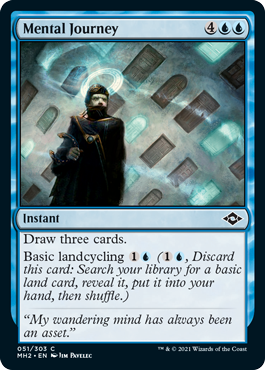 Mental Journey 4
Instant
Draw three cards.
Basic landcycling 1 (1, Discard
this card: Search your library for a basic
land card, reveal it, put it into your
hand, then shuffle.)
“My wandering mind has always been
an asset.”
051/303 C
MH2 • EN JIM PAVELEC
™ & © 2021 Wizards of the Coast